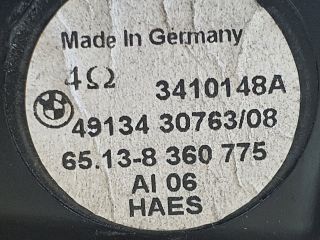 Made In Germany
4Ω 3410148A
49134 30763/08
65.13-8 360 775
AI 06
HAES